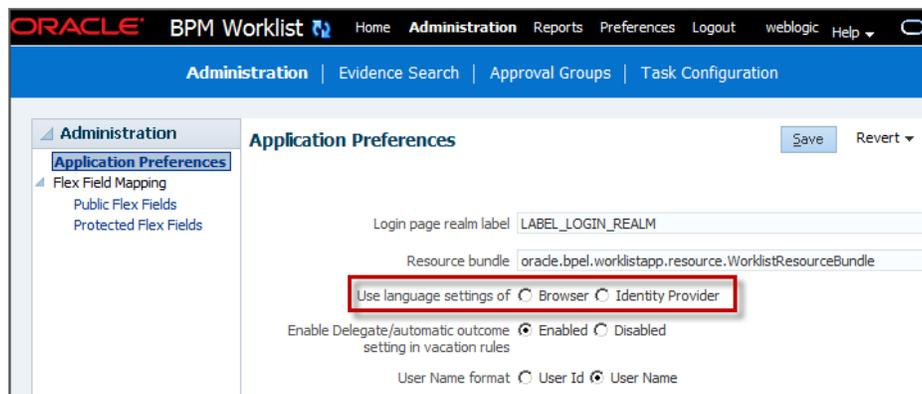 ORACLE BPM Worklist Home Administration Reports Preferences Logout weblogic Help
Administration | Evidence Search | Approval Groups | Task Configuration
Administration
Application Preferences
Flex Field Mapping
Public Flex Fields
Protected Flex Fields
Application Preferences Save Revert
Login page realm label LABEL_LOGIN_REALM
Resource bundle oracle.bpel.worklistapp.resource.WorklistResourceBundle
Use language settings of Browser Identity Provider
Enable Delegate/automatic outcome Enabled Disabled
setting in vacation rules
User Name format User Id User Name